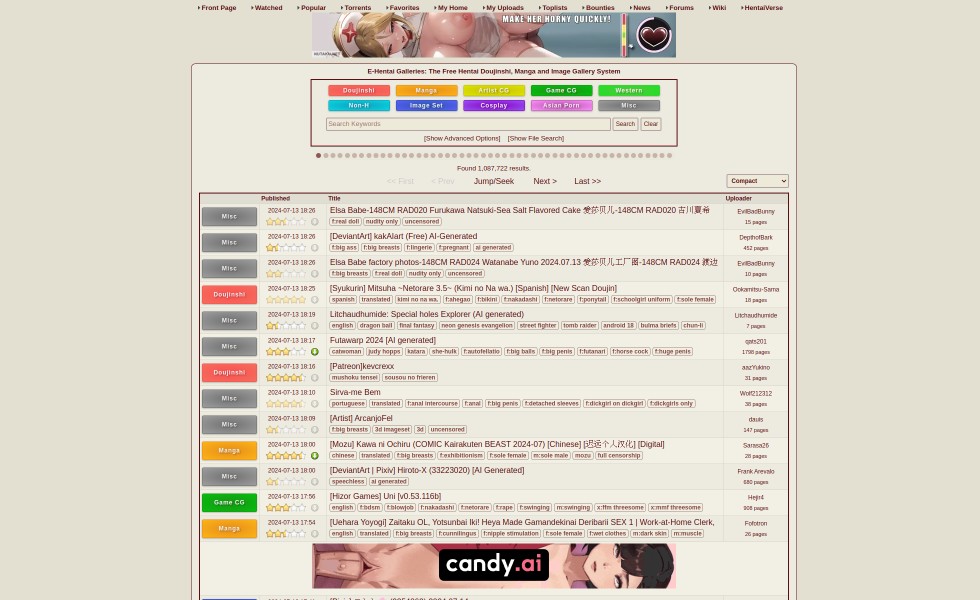 Front Page Watched Popular Torrents Favorites My Home My Uploads Toplists Bounties News Forums Wiki HentaiVerse
MAKE HER HORNY QUICKLY!
E-Hentai Galleries: The Free Hentai Doujinshi, Manga and Image Gallery System
Doujinshi Manga Artist CG Game CG Western
Non-H Image Set Cosplay Asian Porn Misc
Search Keywords Search Clear
[Show Advanced Options] [Show File Search]
Found 1,087,722 results.
<< First < Prev Jump/Seek Next > Last >> Compact
Published Title Uploader
Misc 2024-07-13 18:26 Elsa Babe-148CM RAD020 Furukawa Natsuki-Sea Salt Flavored Cake 爱莎贝儿-148CM RAD020 古川夏希 EvilBadBunny
f:real doll nudity only uncensored 15 pages
Misc 2024-07-13 18:26 [DeviantArt] kakAlart (Free) AI-Generated DepthofBark
f:big ass f:big breasts f:lingerie f:pregnant ai generated 452 pages
Misc 2024-07-13 18:26 Elsa Babe factory photos-148CM RAD024 Watanabe Yuno 2024.07.13 爱莎贝儿工厂图-148CM RAD024 渡边 EvilBadBunny
f:big breasts f:real doll nudity only uncensored 10 pages
Doujinshi 2024-07-13 18:25 [Syukurin] Mitsuha ~Netorare 3.5~ (Kimi no Na wa.) [Spanish] [New Scan Doujin] Ookamitsu-Sama
spanish translated kimi no na wa. f:ahegao f:bikini f:nakadashi f:netorare f:ponytail f:schoolgirl uniform f:sole female 18 pages
Misc 2024-07-13 18:19 Litchaudhumide: Special holes Explorer (AI generated) Litchaudhumide
english dragon ball final fantasy neon genesis evangelion street fighter tomb raider android 18 bulma briefs chun-li 7 pages
Misc 2024-07-13 18:17 Futawarp 2024 [AI generated] qats201
catwoman judy hopps katara she-hulk f:autofellatio f:big balls f:big penis f:futanari f:horse cock f:huge penis 1798 pages
Doujinshi 2024-07-13 18:16 [Patreon]kevcrexx aazYukino
mushoku tensei sousou no frieren 31 pages
Misc 2024-07-13 18:10 Sirva-me Bem Wolf212312
portuguese translated f:anal intercourse f:anal f:big penis f:detached sleeves f:dickgirl on dickgirl f:dickgirls only 38 pages
Misc 2024-07-13 18:09 [Artist] ArcanjoFel dauis
f:big breasts 3d imageset 3d uncensored 147 pages
Manga 2024-07-13 18:00 [Mozu] Kawa ni Ochiru (COMIC Kairakuten BEAST 2024-07) [Chinese] [迟远个人汉化] [Digital] Sarasa26
chinese translated f:big breasts f:exhibitionism f:sole female m:sole male mozu full censorship 26 pages
Misc 2024-07-13 18:00 [DeviantArt | Pixiv] Hiroto-X (33223020) [AI Generated] Frank Arevalo
speechless ai generated 680 pages
Game CG 2024-07-13 17:56 [Hizor Games] Uni [v0.53.116b] Hejir4
english f:bdsm f:blowjob f:nakadashi f:netorare f:rape f:swinging m:swinging x:ffm threesome x:mmf threesome 908 pages
Manga 2024-07-13 17:54 [Uehara Yoyogi] Zaitaku OL, Yotsunbai Iki! Heya Made Gamandekinai Deribarii SEX 1 | Work-at-Home Clerk, Fofotron
english translated f:big breasts f:cunnilingus f:nipple stimulation f:sole female f:wet clothes m:dark skin m:muscle 26 pages
candy.ai